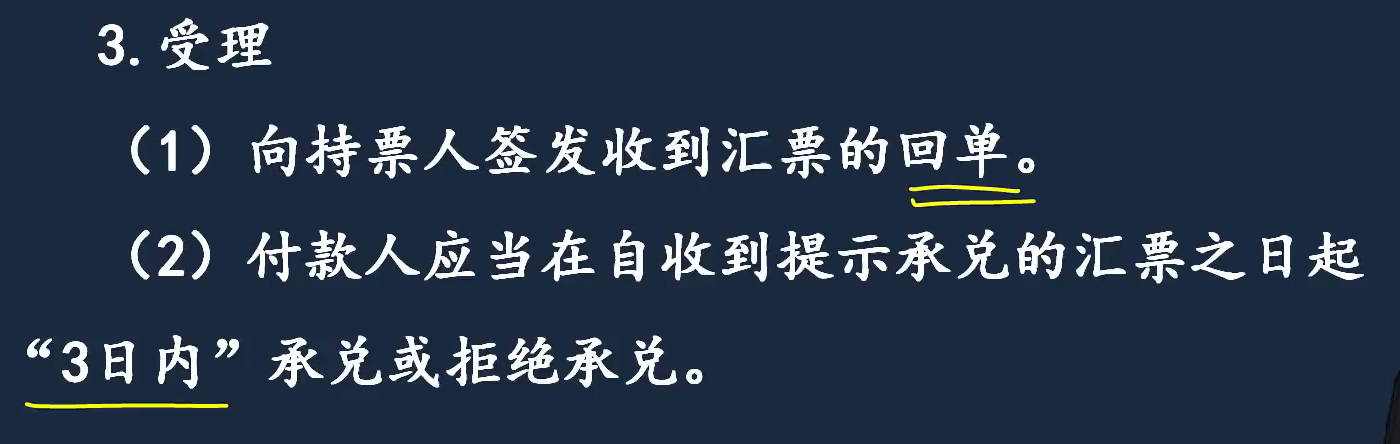 3.受理
（1）向持票人签发收到汇票的回单。
（2）付款人应当在自收到提示承兑的汇票之日起
“3日内”承兑或拒绝承兑。